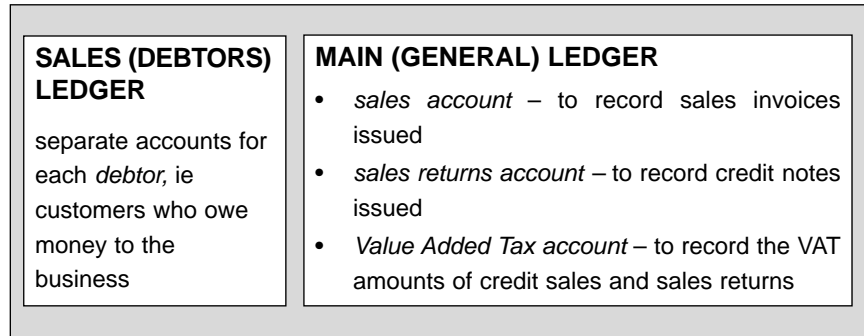 SALES (DEBTORS)
LEDGER
separate accounts for
each debtor, ie
customers who owe
money to the
business
MAIN (GENERAL) LEDGER
• sales account – to record sales invoices
issued
• sales returns account – to record credit notes
issued
• Value Added Tax account – to record the VAT
amounts of credit sales and sales returns